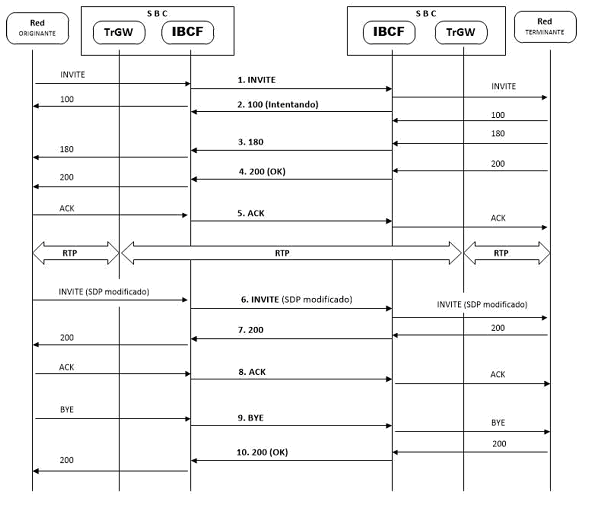 Red
ORIGINANTE
S B C
TrGW
IBCF
S B C
IBCF
TrGW
Red
TERMINANTE
INVITE
1. INVITE
INVITE
100
2. 100 (Intentando)
100
180
3. 180
180
200
4. 200 (OK)
200
ACK
5. ACK
ACK
RTP
RTP
RTP
INVITE (SDP modificado)
6. INVITE (SDP modificado)
INVITE (SDP modificado)
200
7. 200
200
ACK
8. ACK
ACK
BYE
9. BYE
BYE
200
10. 200 (OK)
200